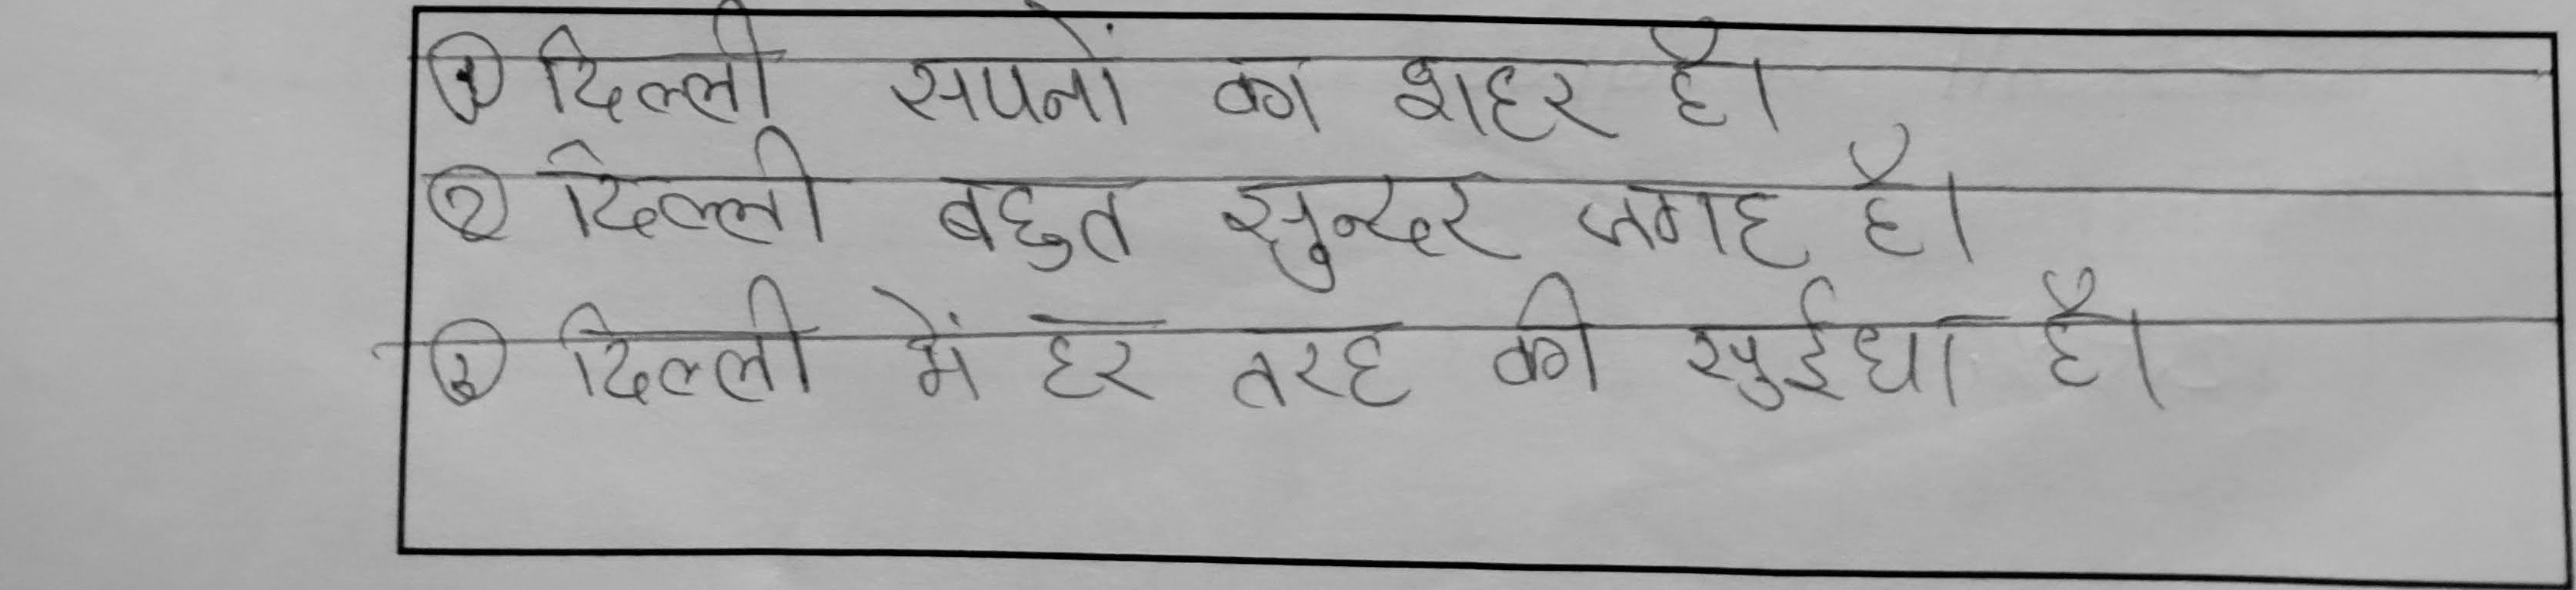 ① दिल्ली सपनों का शहर है।
② दिल्ली बहुत सुन्दर जगह है।
③ दिल्ली में हर तरह की सुईधा है।